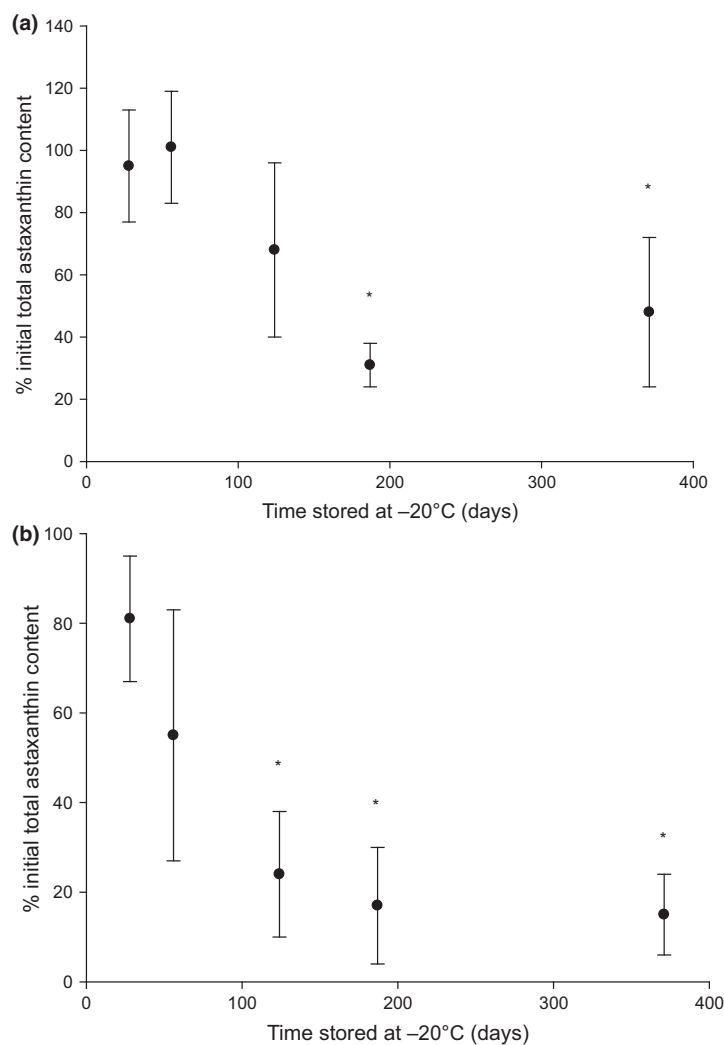 (a)
140
120
100
80
60
40
20
0
% initial total astaxanthin content
*
*
0 100 200 300 400
Time stored at –20°C (days)
(b)
100
80
60
40
20
0
% initial total astaxanthin content
*
*
*
0 100 200 300 400
Time stored at –20°C (days)